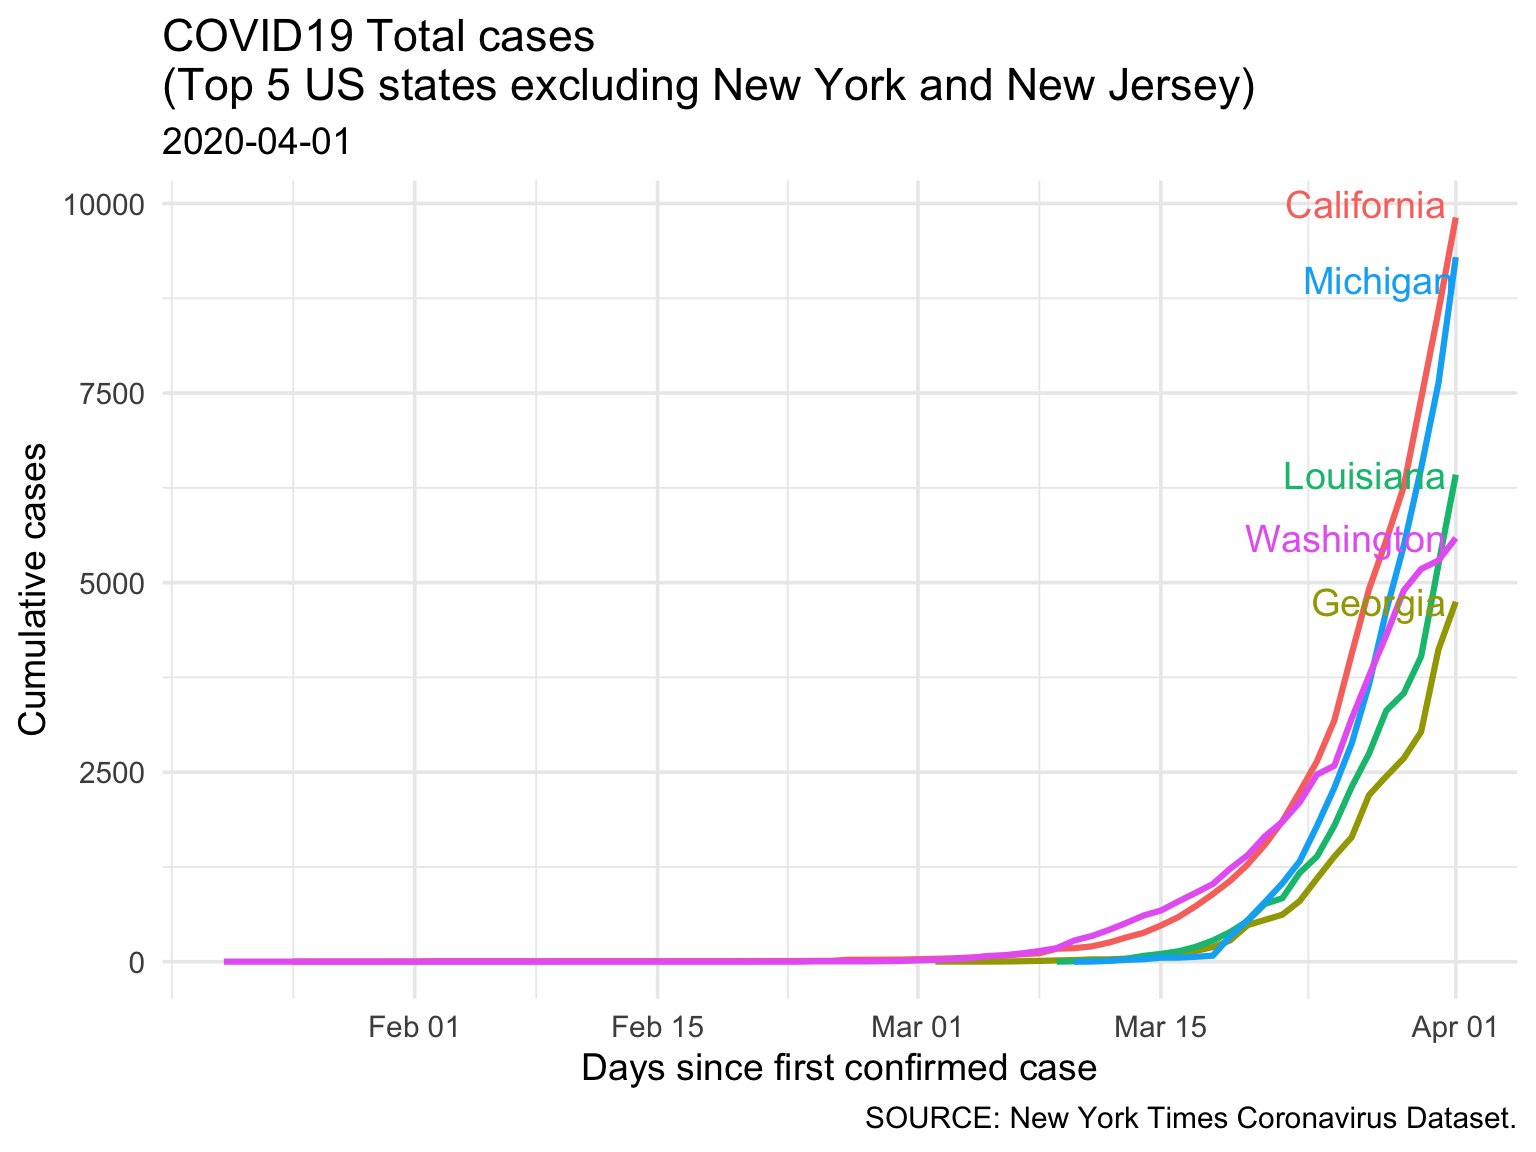 COVID19 Total cases
(Top 5 US states excluding New York and New Jersey)
2020-04-01
10000
7500
5000
2500
0
Cumulative cases
California
Michigan
Louisiana
Washington
Georgia
Feb 01
Feb 15
Mar 01
Mar 15
Apr 01
Days since first confirmed case
SOURCE: New York Times Coronavirus Dataset.